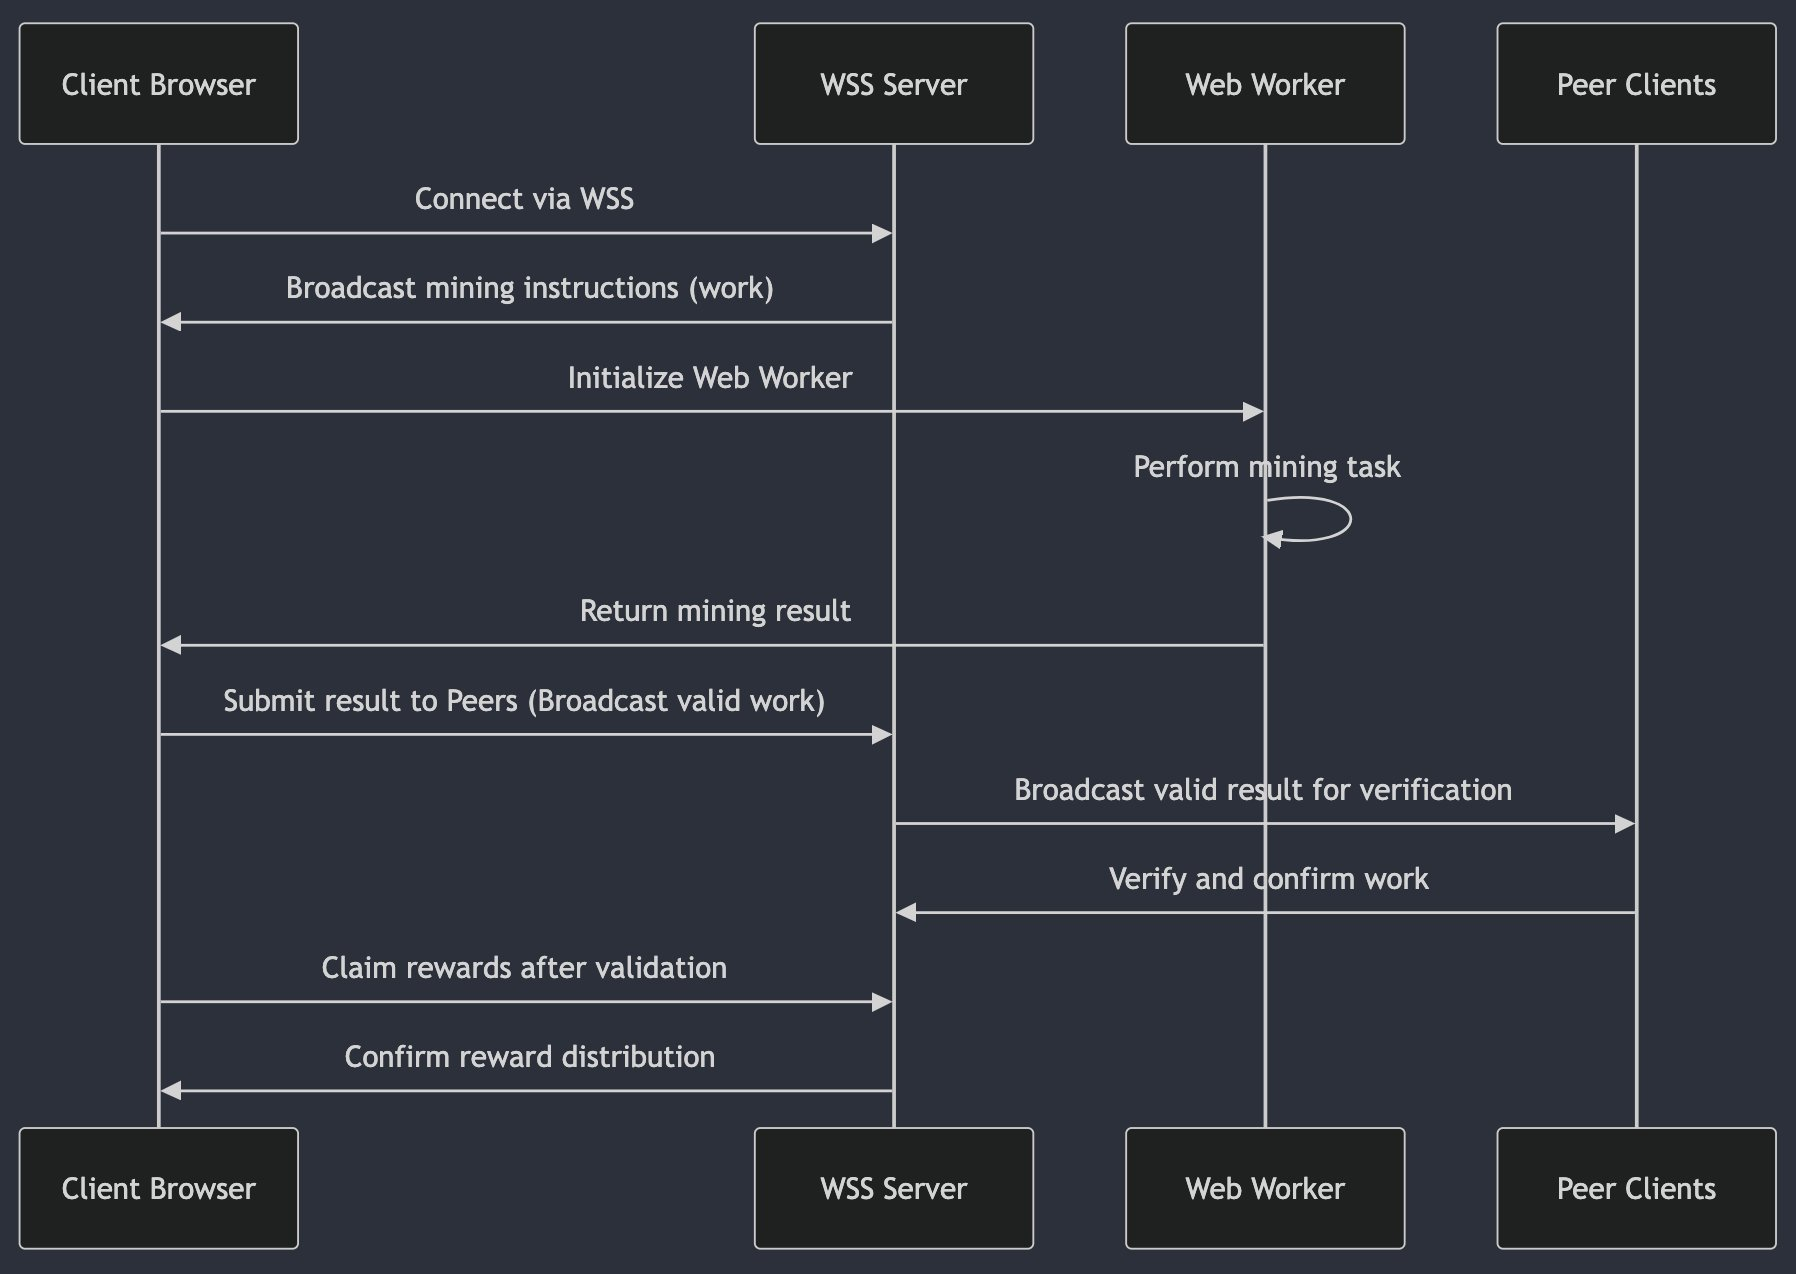 Client Browser
WSS Server
Web Worker
Peer Clients
Connect via WSS
Broadcast mining instructions (work)
Initialize Web Worker
Perform mining task
Return mining result
Submit result to Peers (Broadcast valid work)
Broadcast valid result for verification
Verify and confirm work
Claim rewards after validation
Confirm reward distribution
Client Browser
WSS Server
Web Worker
Peer Clients